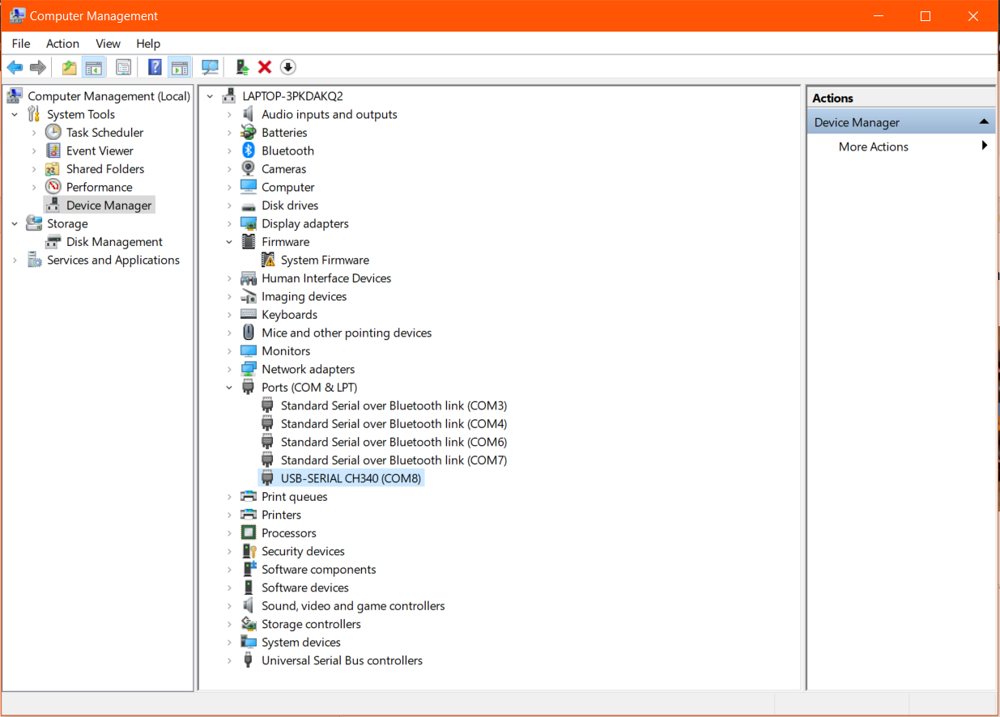 Computer Management
File Action View Help
Computer Management (Local)
System Tools
Task Scheduler
Event Viewer
Shared Folders
Performance
Device Manager
Storage
Disk Management
Services and Applications
LAPTOP-3PKDAKQ2
Audio inputs and outputs
Batteries
Bluetooth
Cameras
Computer
Disk drives
Display adapters
Firmware
System Firmware
Human Interface Devices
Imaging devices
Keyboards
Mice and other pointing devices
Monitors
Network adapters
Ports (COM & LPT)
Standard Serial over Bluetooth link (COM3)
Standard Serial over Bluetooth link (COM4)
Standard Serial over Bluetooth link (COM6)
Standard Serial over Bluetooth link (COM7)
USB-SERIAL CH340 (COM8)
Print queues
Printers
Processors
Security devices
Software components
Software devices
Sound, video and game controllers
Storage controllers
System devices
Universal Serial Bus controllers
Actions
Device Manager
More Actions